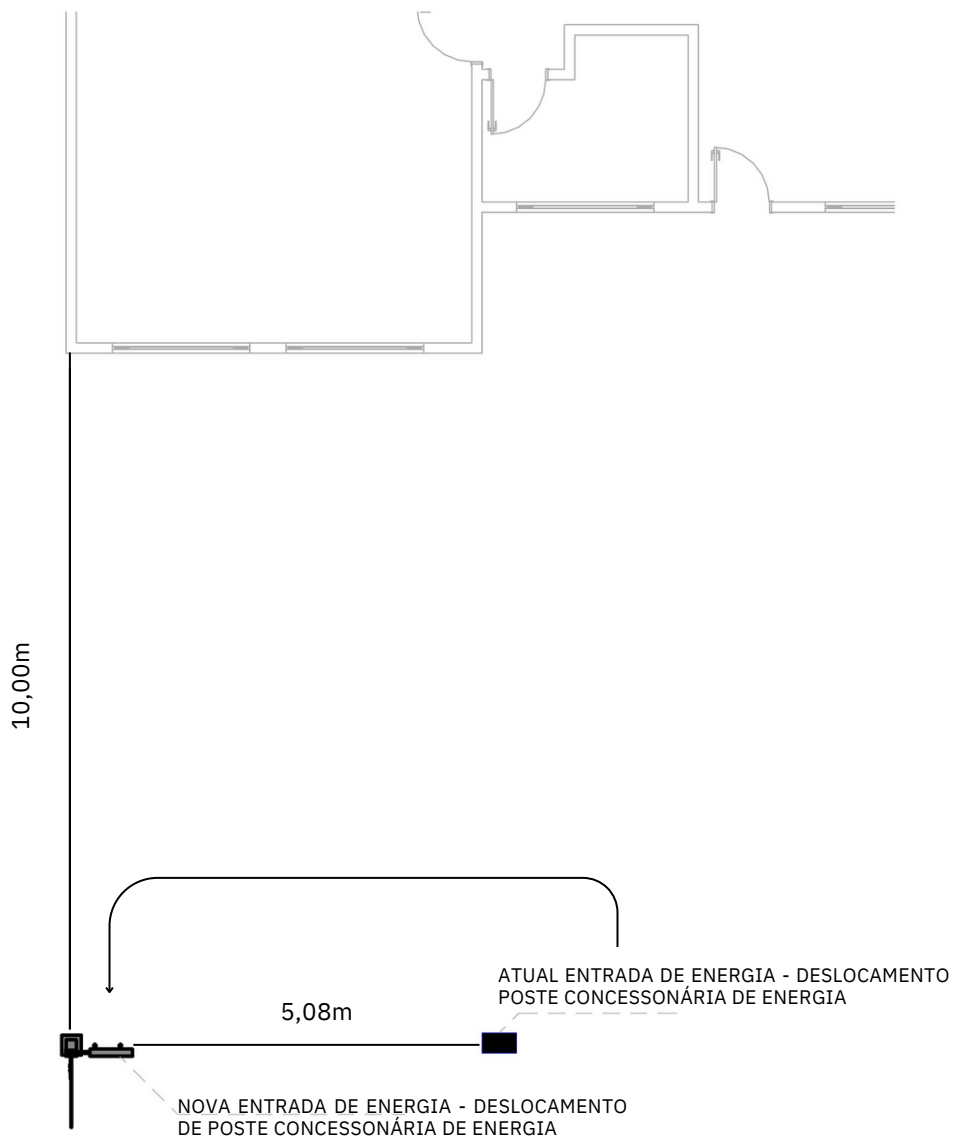 10,00m
ATUAL ENTRADA DE ENERGIA - DESLOCAMENTO
POSTE CONCESSONÁRIA DE ENERGIA
5,08m
NOVA ENTRADA DE ENERGIA - DESLOCAMENTO
DE POSTE CONCESSONÁRIA DE ENERGIA